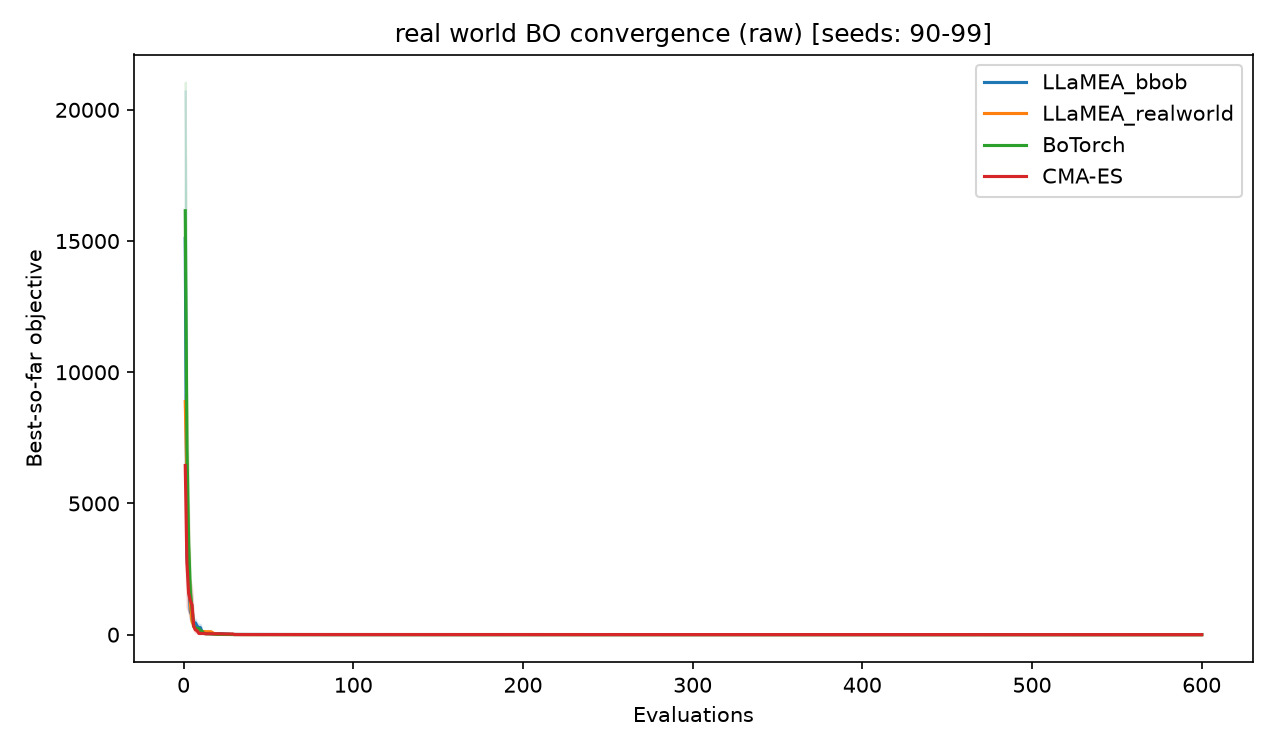 real world BO convergence (raw) [seeds: 90-99]
LLaMEA_bbob
LLaMEA_realworld
BoTorch
CMA-ES
Best-so-far objective
20000
15000
10000
5000
0
0 100 200 300 400 500 600
Evaluations